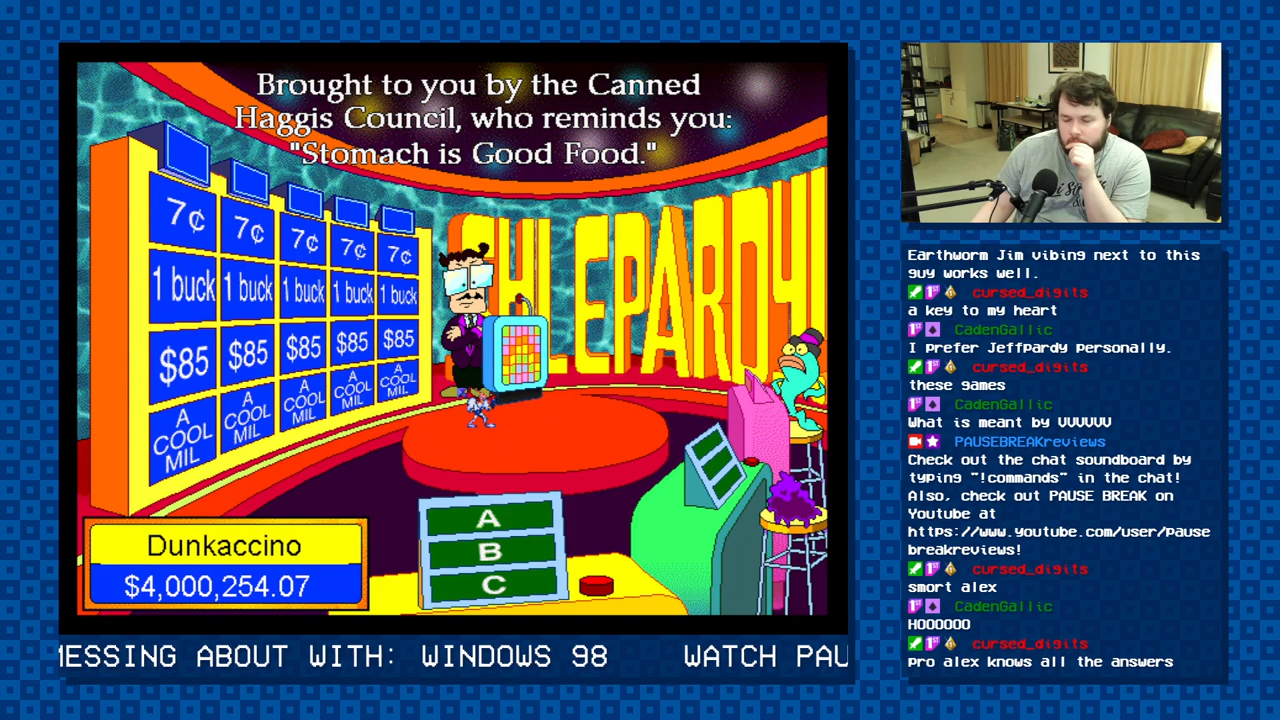 Brought to you by the Canned
Haggis Council, who reminds you:
"Stomach is Good Food."
7¢ 7¢ 7¢ 7¢ 7¢
1 buck 1 buck 1 buck 1 buck 1 buck
$85 $85 $85 $85 $85
A COOL MIL A COOL MIL A COOL MIL A COOL MIL A COOL MIL
HLEPARDY
A
B
C
Dunkaccino
$4,000,254.07
MESSING ABOUT WITH: WINDOWS 98 WATCH PAU
Earthworm Jim vibing next to this
guy works well.
cursed_digits
a key to my heart
CadenGallic
I prefer Jeffpardy personally.
cursed_digits
these games
CadenGallic
What is meant by VVVVVV
PAUSEBREAKreviews
Check out the chat soundboard by
typing "!commands" in the chat!
Also, check out PAUSE BREAK on
Youtube at
https://www.youtube.com/user/pause
breakreviews!
cursed_digits
smort alex
CadenGallic
HOOOOOO
cursed_digits
pro alex knows all the answers